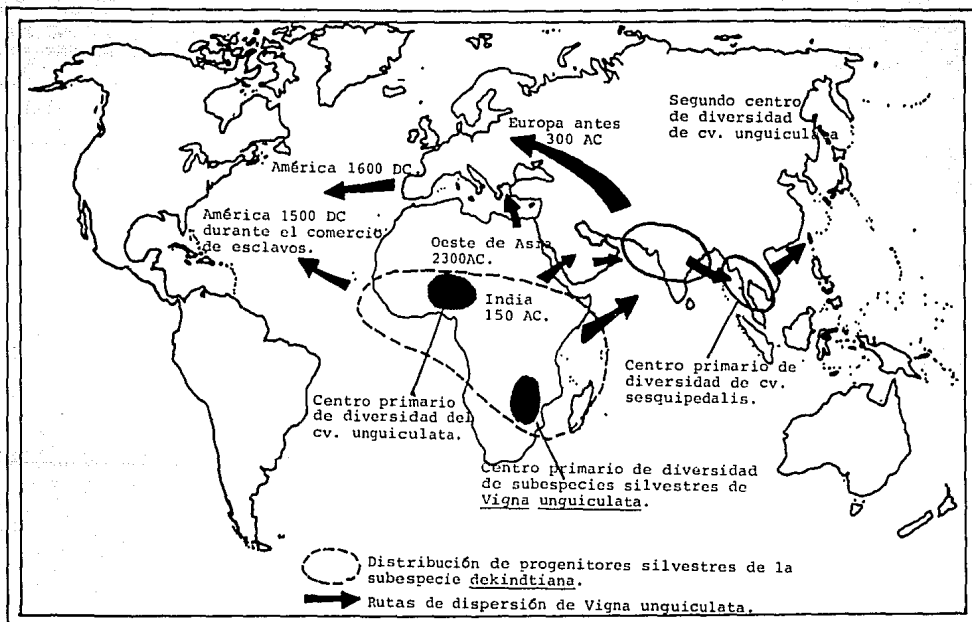 Segundo centro
de diversidad
de cv. unguiculata
Europa antes
300 AC
América 1600 DC.
América 1500 DC
durante el comercio
de esclavos.
Oeste de Asia
2300AC.
India
150 AC.
Centro primario
de diversidad del
cv. unguiculata.
Centro primario de
diversidad de cv.
sesquipedalis.
Centro primario de diversidad
de subespecies silvestres de
Vigna unguiculata.
Distribución de progenitores silvestres de la
subespecie dekindtiana.
Rutas de dispersión de Vigna unguiculata.